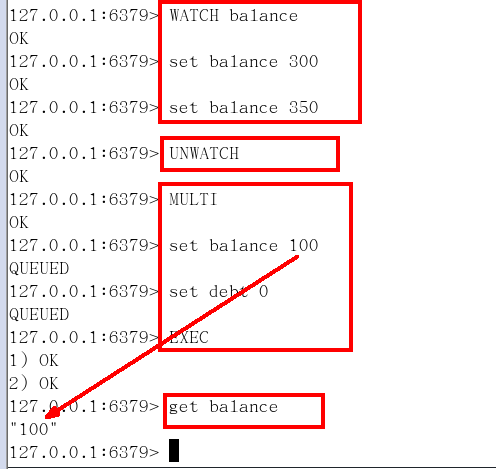 127.0.0.1:6379> WATCH balance
OK
127.0.0.1:6379> set balance 300
OK
127.0.0.1:6379> set balance 350
OK
127.0.0.1:6379> UNWATCH
OK
127.0.0.1:6379> MULTI
OK
127.0.0.1:6379> set balance 100
QUEUED
127.0.0.1:6379> set debt 0
QUEUED
127.0.0.1:6379> EXEC
1) OK
2) OK
127.0.0.1:6379> get balance
"100"
127.0.0.1:6379>